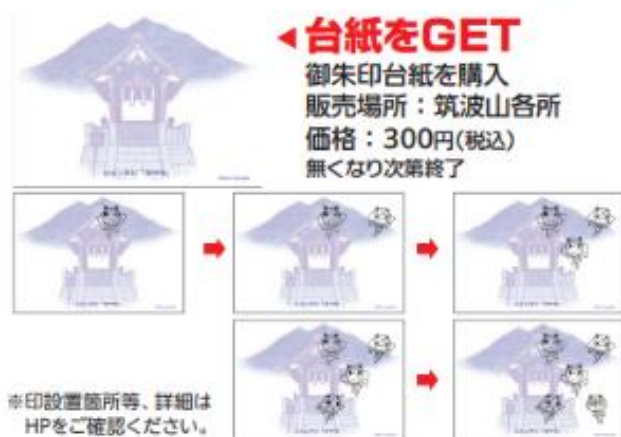 ◀台紙をGET
御朱印台紙を購入
販売場所：筑波山各所
価格：300円(税込)
無くなり次第終了
※印設置箇所等、詳細は
HPをご確認ください。